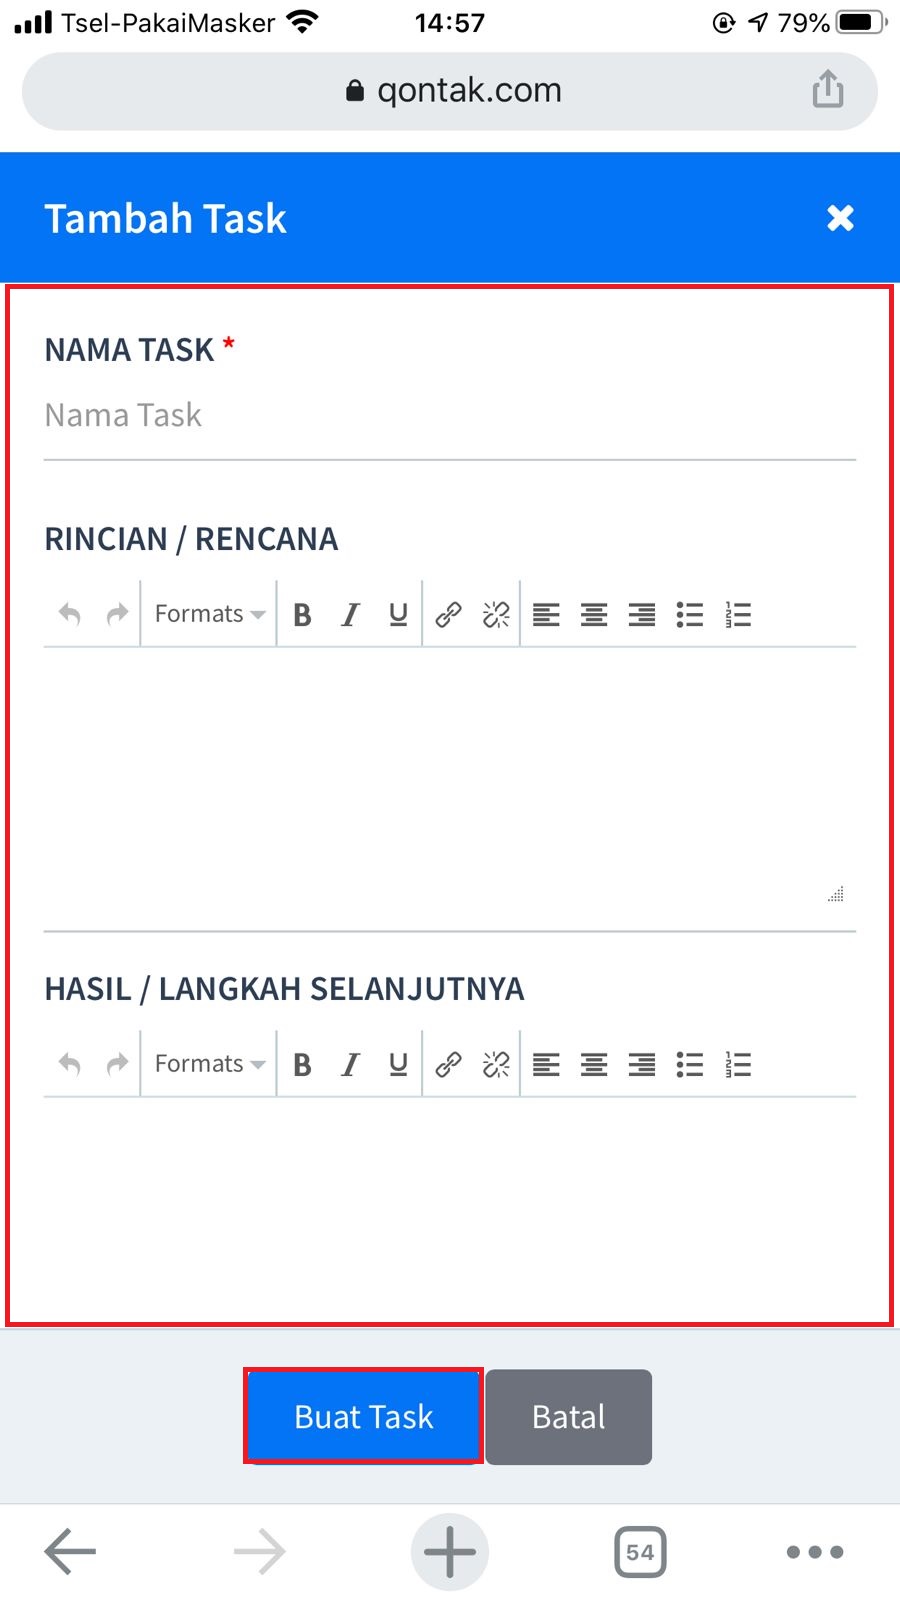 Tsel-PakaiMasker 14:57 79%
qontak.com
Tambah Task
NAMA TASK *
Nama Task
RINCIAN / RENCANA
Formats B I U
HASIL / LANGKAH SELANJUTNYA
Formats B I U
Buat Task Batal
54